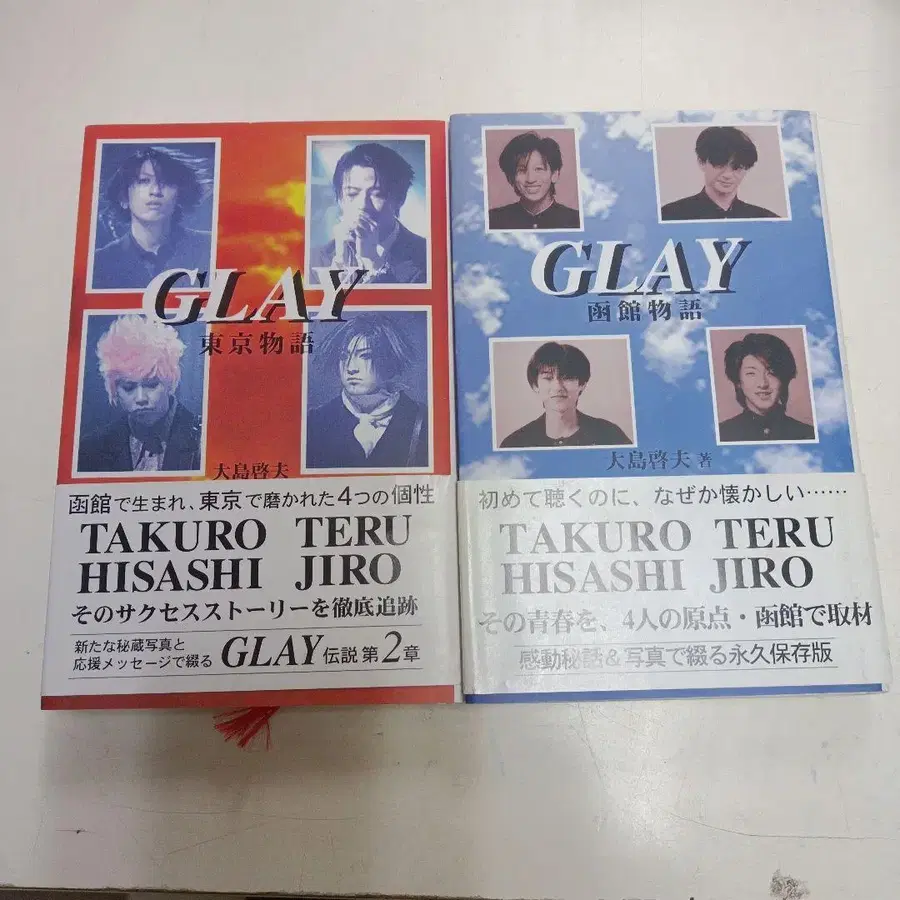 GLAY
東京物語
大島啓夫
函館で生まれ、東京で磨かれた4つの個性
TAKURO TERU
HISASHI JIRO
そのサクセスストーリーを徹底追跡
新たな秘蔵写真と
応援メッセージで綴る
GLAY伝説第2章
GLAY
函館物語
大島啓夫 著
初めて聴くのに、なぜか懐かしい……
TAKURO TERU
HISASHI JIRO
その青春を、4人の原点・函館で取材
感動秘話&写真で綴る永久保存版